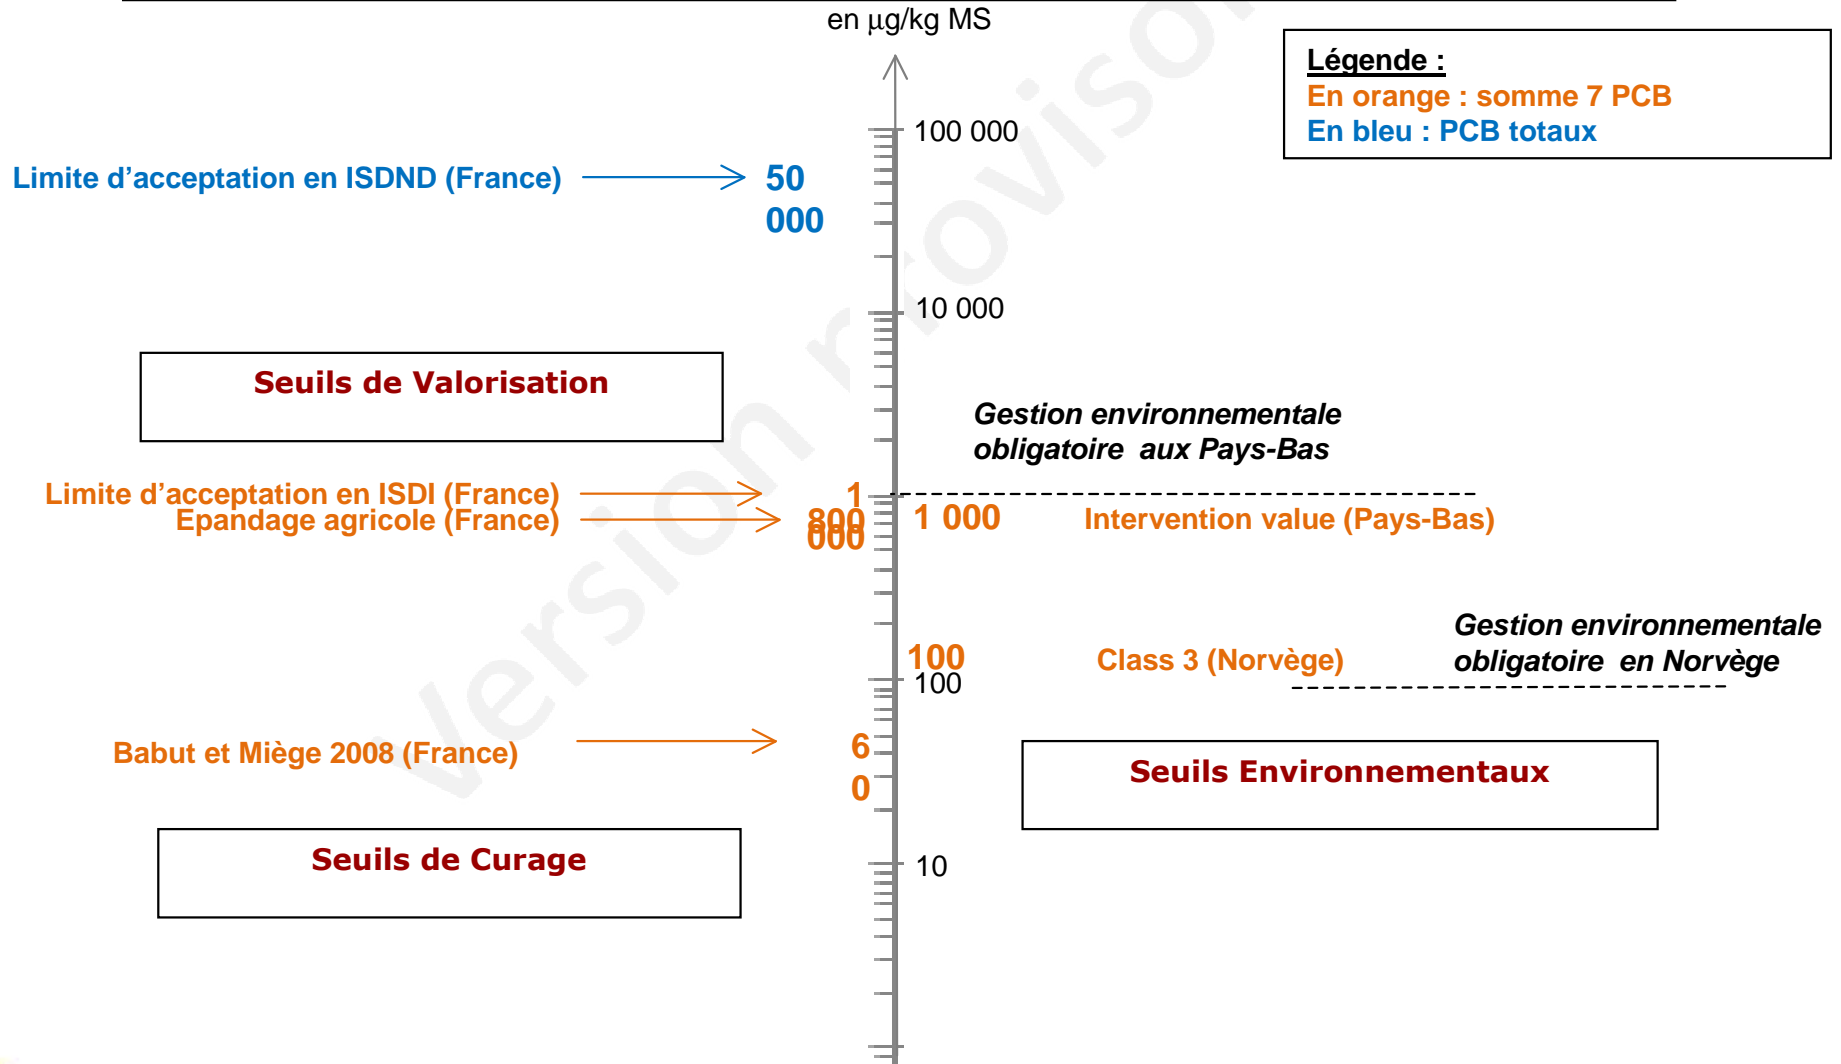 en µg/kg MS
Légende :
En orange : somme 7 PCB
En bleu : PCB totaux
100 000
Limite d’acceptation en ISDND (France)
50
000
10 000
Seuils de Valorisation
Gestion environnementale
obligatoire aux Pays-Bas
Limite d’acceptation en ISDI (France)
1
000
Epandage agricole (France)
800
1 000
Intervention value (Pays-Bas)
Gestion environnementale
obligatoire en Norvège
100
Class 3 (Norvège)
100
Babut et Miège 2008 (France)
6
0
Seuils Environnementaux
Seuils de Curage
10
Version provisoi